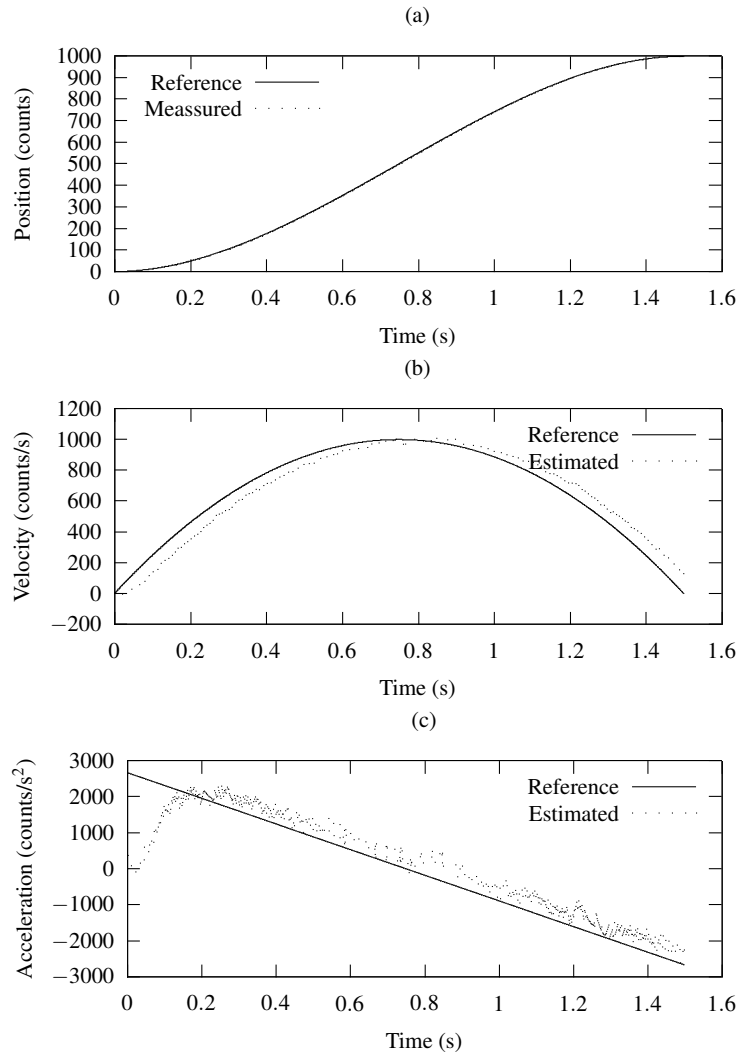 (a)
Position (counts)
1000
900
800
700
600
500
400
300
200
100
0
Reference
Meassured
0 0.2 0.4 0.6 0.8 1 1.2 1.4 1.6
Time (s)
(b)
Velocity (counts/s)
1200
1000
800
600
400
200
0
−200
Reference
Estimated
0 0.2 0.4 0.6 0.8 1 1.2 1.4 1.6
Time (s)
(c)
Acceleration (counts/s²)
3000
2000
1000
0
−1000
−2000
−3000
Reference
Estimated
0 0.2 0.4 0.6 0.8 1 1.2 1.4 1.6
Time (s)